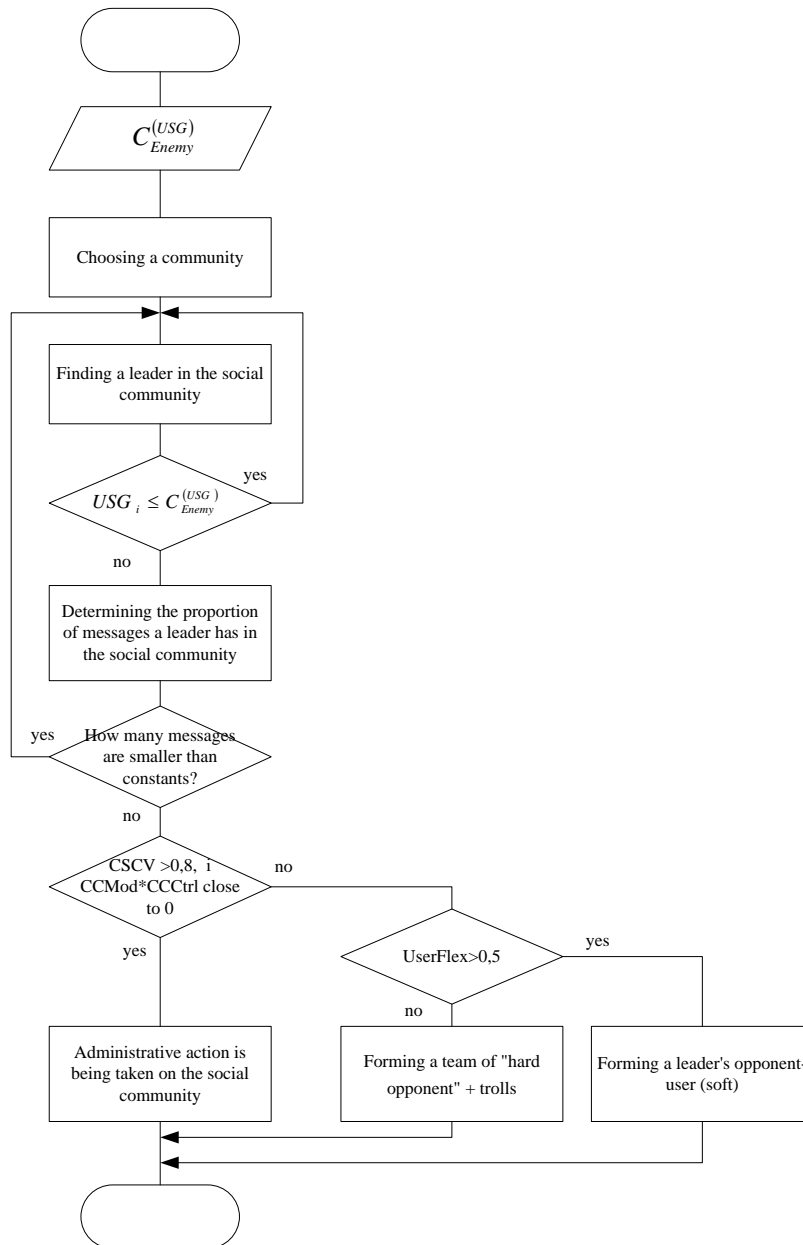 C_{Enemy}^{(USG)}
Choosing a community
Finding a leader in the social
community
yes
USG_i ≤ C_{Enemy}^{(USG)}
no
Determining the proportion
of messages a leader has in
the social community
yes
How many messages
are smaller than
constants?
no
CSCV >0,8, i
CCMod*CCCtrl close
to 0
no
yes
UserFlex>0,5
yes
no
Administrative action is
being taken on the social
community
Forming a team of "hard
opponent" + trolls
Forming a leader's opponent-
user (soft)